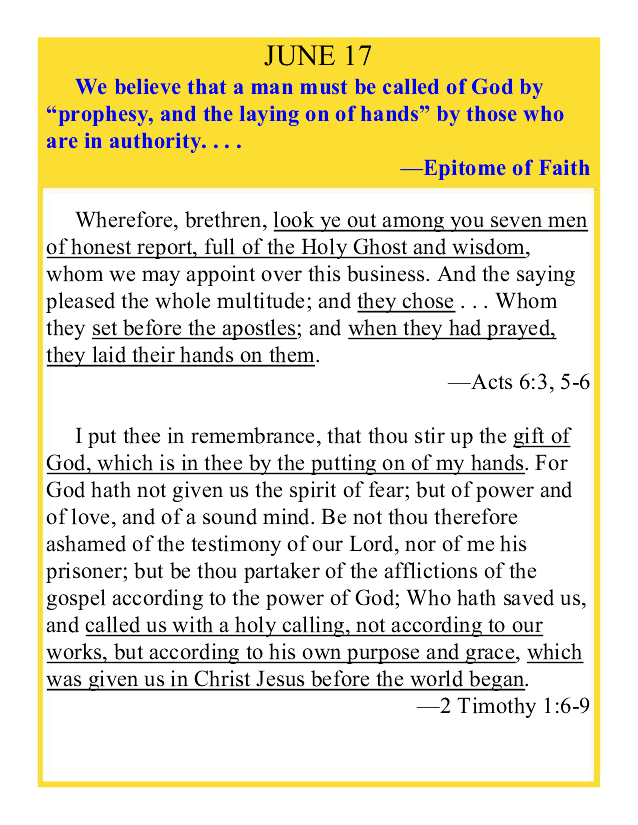 JUNE 17
We believe that a man must be called of God by
“prophesy, and the laying on of hands” by those who
are in authority. . . .
—Epitome of Faith
Wherefore, brethren, look ye out among you seven men
of honest report, full of the Holy Ghost and wisdom,
whom we may appoint over this business. And the saying
pleased the whole multitude; and they chose . . . Whom
they set before the apostles; and when they had prayed,
they laid their hands on them.
—Acts 6:3, 5-6
I put thee in remembrance, that thou stir up the gift of
God, which is in thee by the putting on of my hands. For
God hath not given us the spirit of fear; but of power and
of love, and of a sound mind. Be not thou therefore
ashamed of the testimony of our Lord, nor of me his
prisoner; but be thou partaker of the afflictions of the
gospel according to the power of God; Who hath saved us,
and called us with a holy calling, not according to our
works, but according to his own purpose and grace, which
was given us in Christ Jesus before the world began.
—2 Timothy 1:6-9